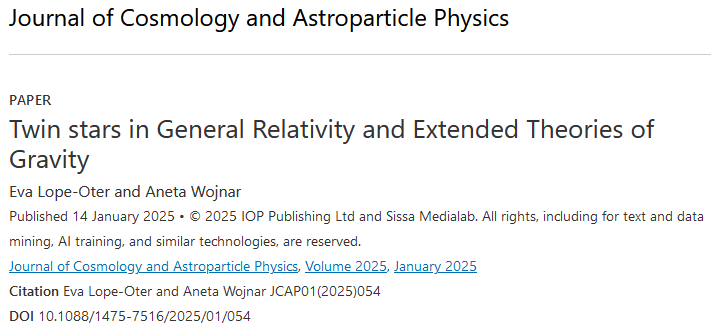 Journal of Cosmology and Astroparticle Physics
PAPER
Twin stars in General Relativity and Extended Theories of
Gravity
Eva Lope-Oter and Aneta Wojnar
Published 14 January 2025 • © 2025 IOP Publishing Ltd and Sissa Medialab. All rights, including for text and data
mining, AI training, and similar technologies, are reserved.
Journal of Cosmology and Astroparticle Physics, Volume 2025, January 2025
Citation Eva Lope-Oter and Aneta Wojnar JCAP01(2025)054
DOI 10.1088/1475-7516/2025/01/054